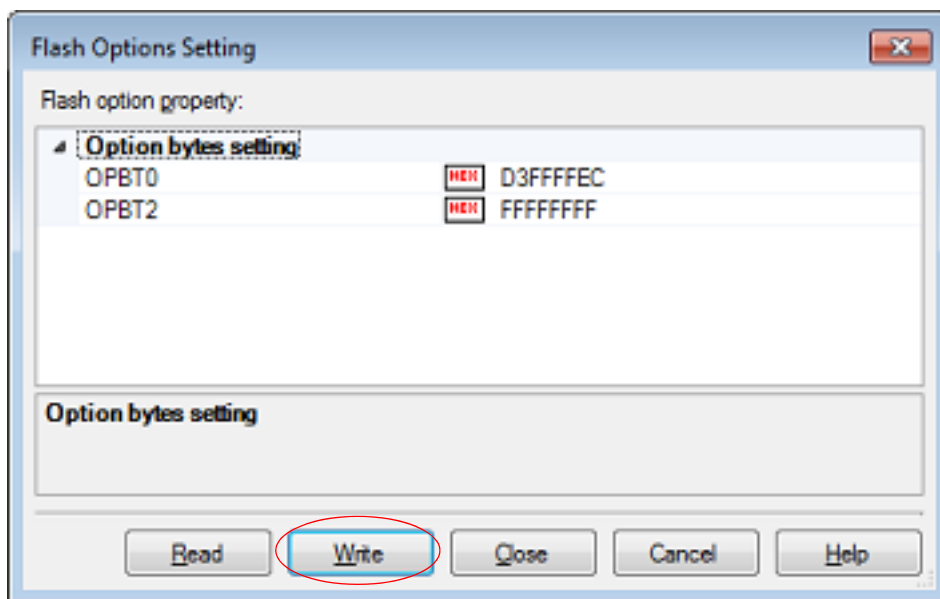 Flash Options Setting
Flash option property:
Option bytes setting
OPBT0 HEX D3FFFFEC
OPBT2 HEX FFFFFFFF
Option bytes setting
Read Write Close Cancel Help